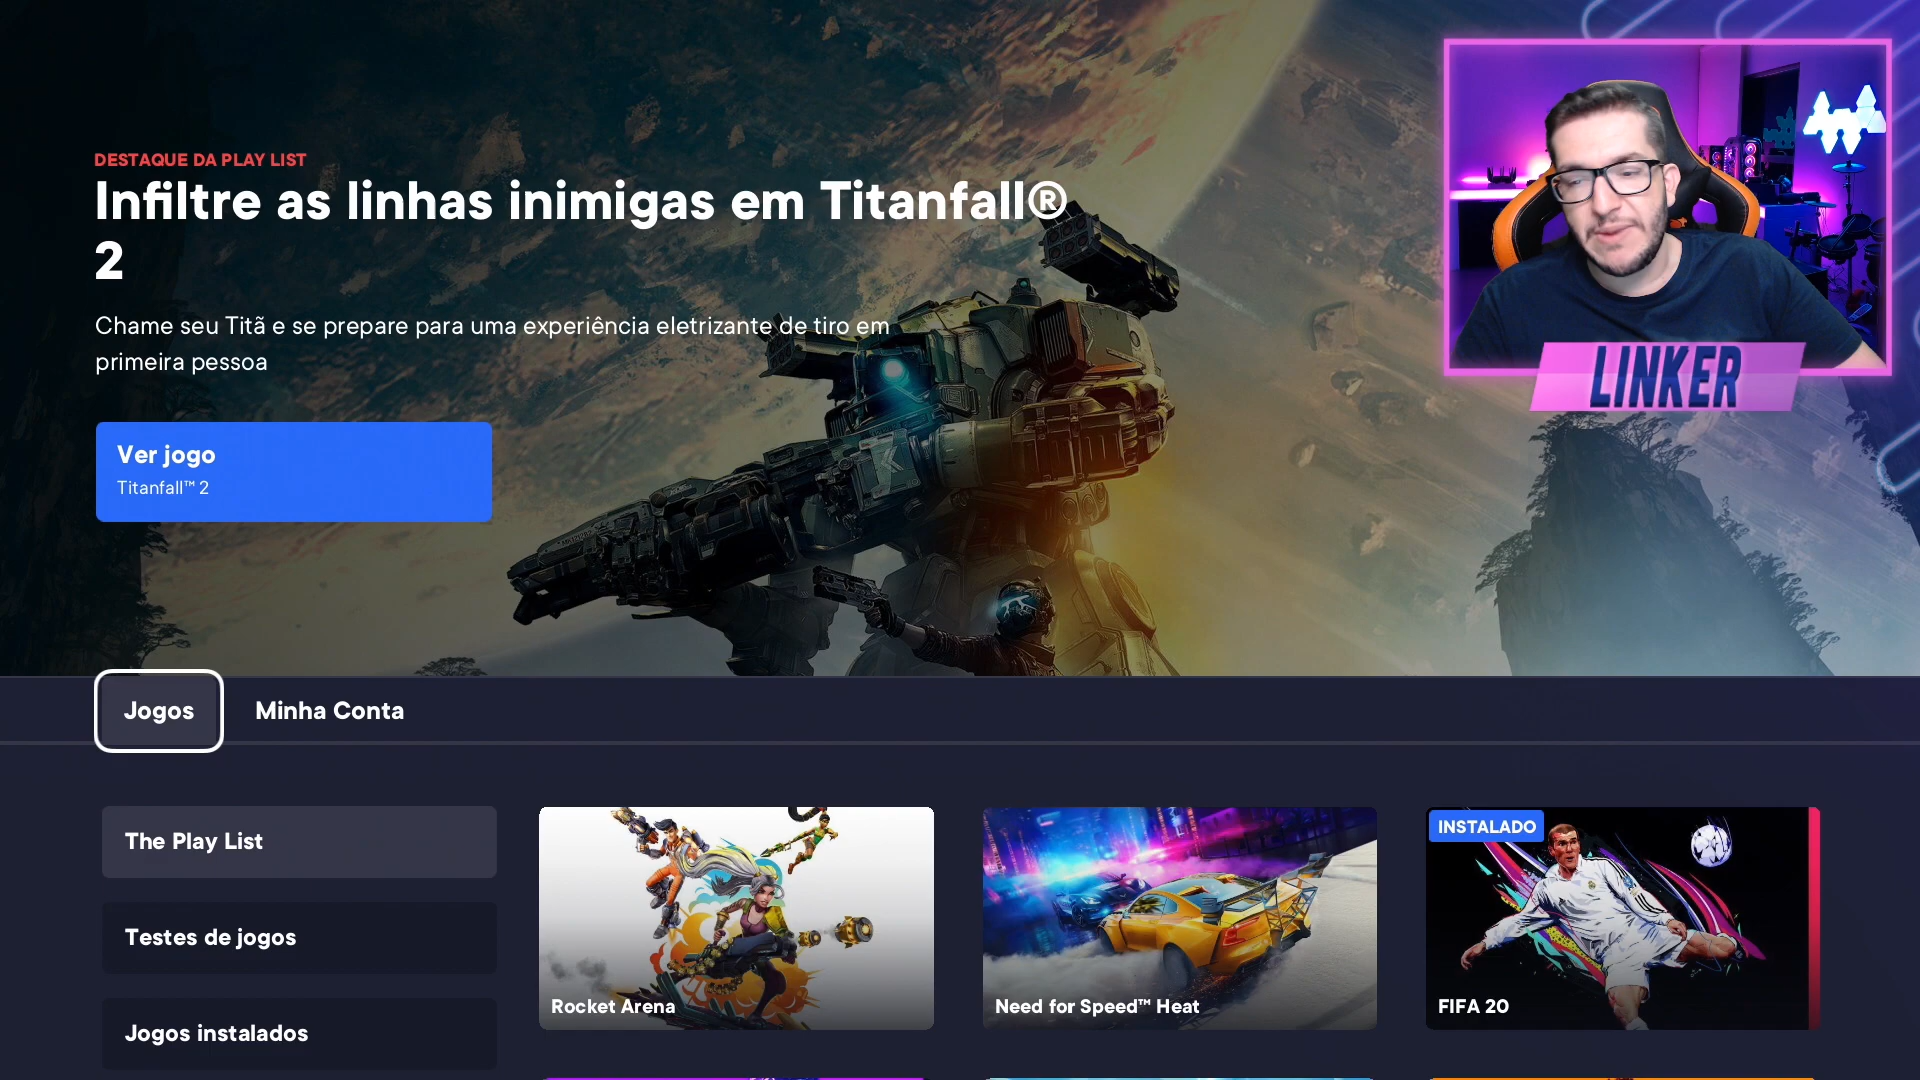 DESTAQUE DA PLAY LIST
Infiltre as linhas inimigas em Titanfall®
2
Chame seu Titã e se prepare para uma experiência eletrizante de tiro em
primeira pessoa
Ver jogo
Titanfall™ 2
LINKER
Jogos
Minha Conta
The Play List
Testes de jogos
Jogos instalados
Rocket Arena
Need for Speed™ Heat
INSTALADO
FIFA 20